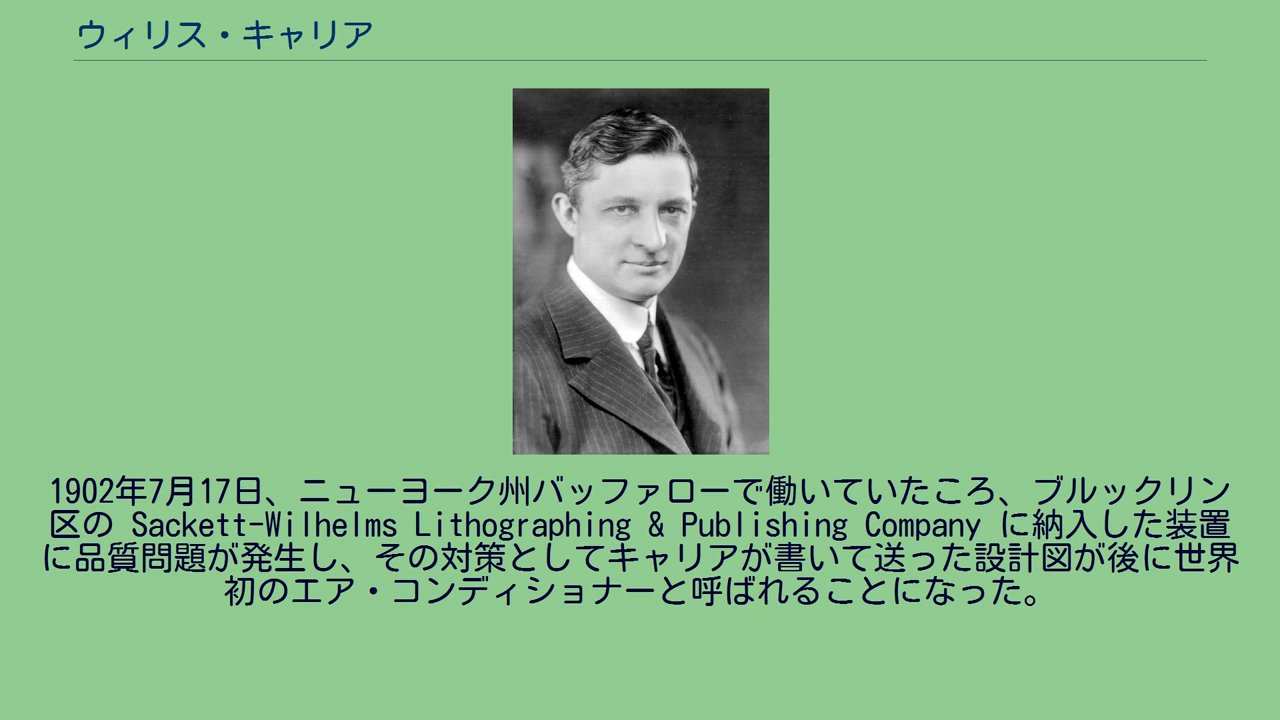 ウィリス・キャリア
1902年7月17日、ニューヨーク州バッファローで働いていたころ、ブルックリン
区の Sackett-Wilhelms Lithographing & Publishing Company に納入した装置
に品質問題が発生し、その対策としてキャリアが書いて送った設計図が後に世界
初のエア・コンディショナーと呼ばれることになった。